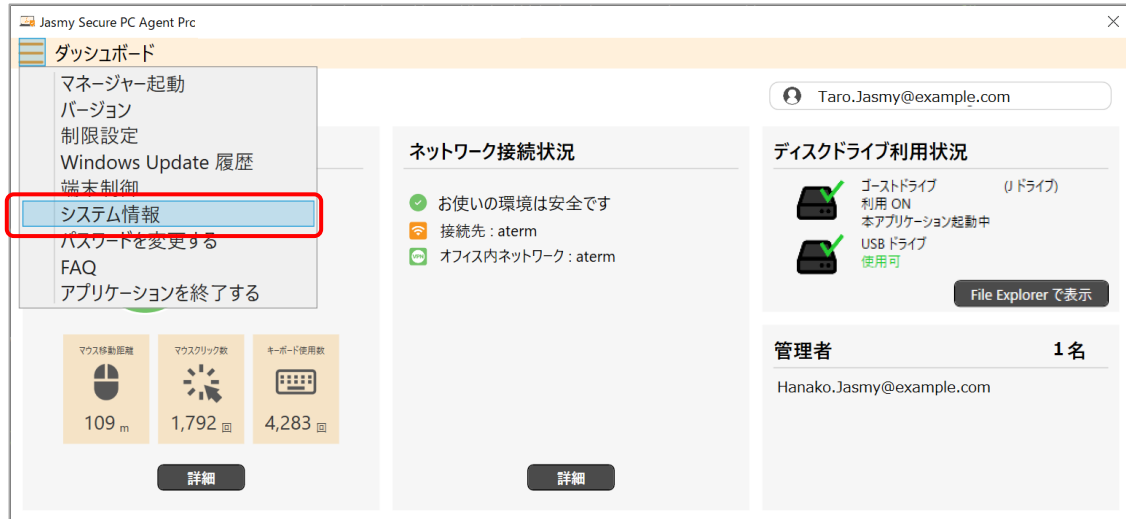 Jasmy Secure PC Agent Pro
ダッシュボード
マネージャー起動
バージョン
制限設定
Windows Update 履歴
端末制御
システム情報
パスワードを変更する
FAQ
アプリケーションを終了する
Taro.Jasmy@example.com
マウス移動距離
109 m
マウスクリック数
1,792 回
キーボード使用数
4,283 回
詳細
ネットワーク接続状況
お使いの環境は安全です
接続先 : aterm
オフィス内ネットワーク : aterm
詳細
ディスクドライブ利用状況
ゴーストドライブ (J ドライブ)
利用 ON
本アプリケーション起動中
USB ドライブ
使用可
File Explorer で表示
管理者 1 名
Hanako.Jasmy@example.com